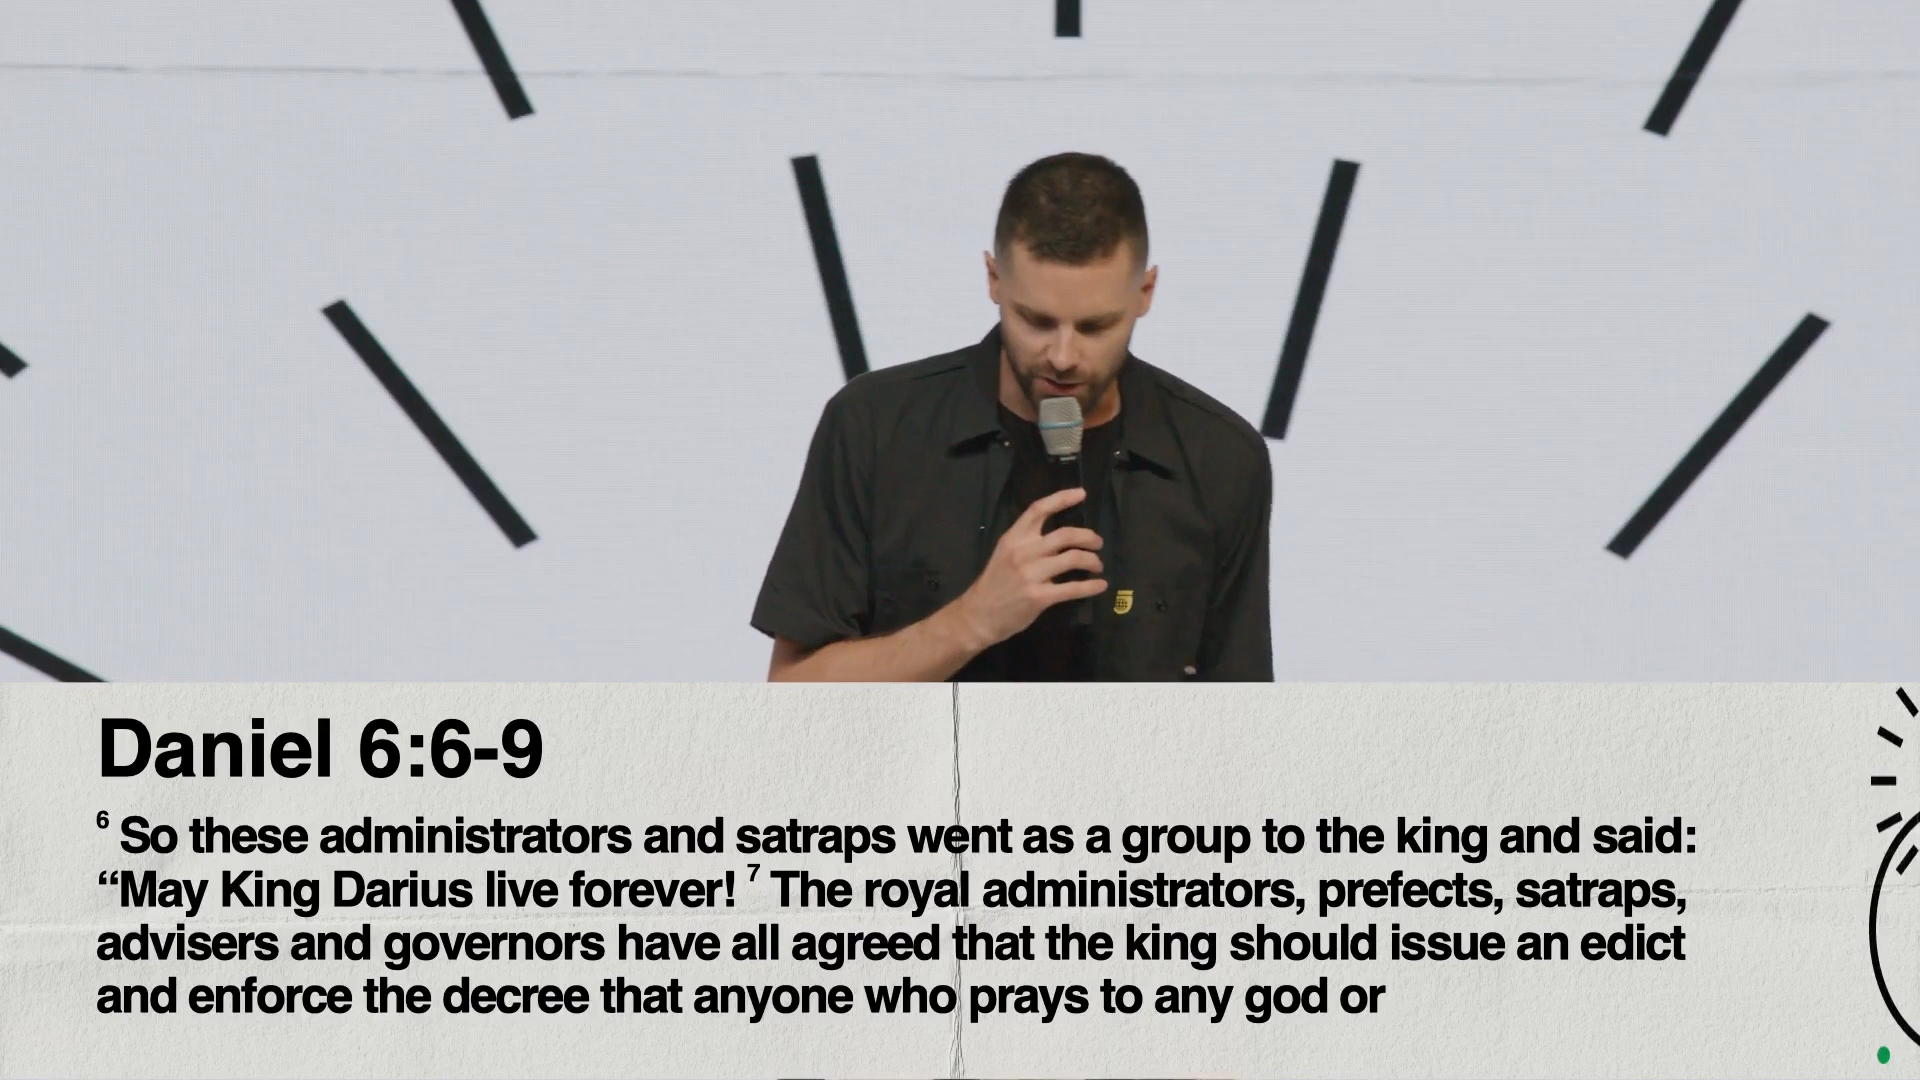 Daniel 6:6-9
6 So these administrators and satraps went as a group to the king and said:
“May King Darius live forever! 7 The royal administrators, prefects, satraps,
advisers and governors have all agreed that the king should issue an edict
and enforce the decree that anyone who prays to any god or